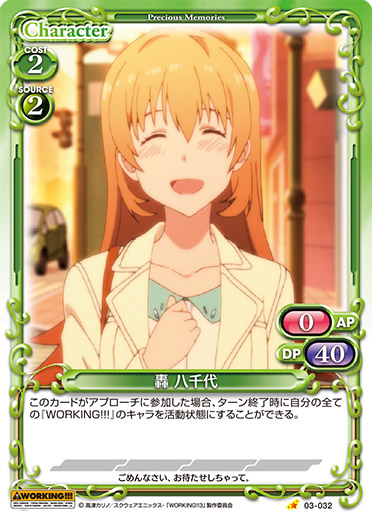 Precious Memories
Character
COST
2
SOURCE
2
0 AP
DP 40
轟 八千代
このカードがアプローチに参加した場合、ターン終了時に自分の全て
の『WORKING!!!』のキャラを活動状態にすることができる。
ごめんなさい、お待たせしちゃって。
WORKING!!!
© 高津カリノ／スクウェアエニックス・「WORKING!!3」製作委員会
03-032